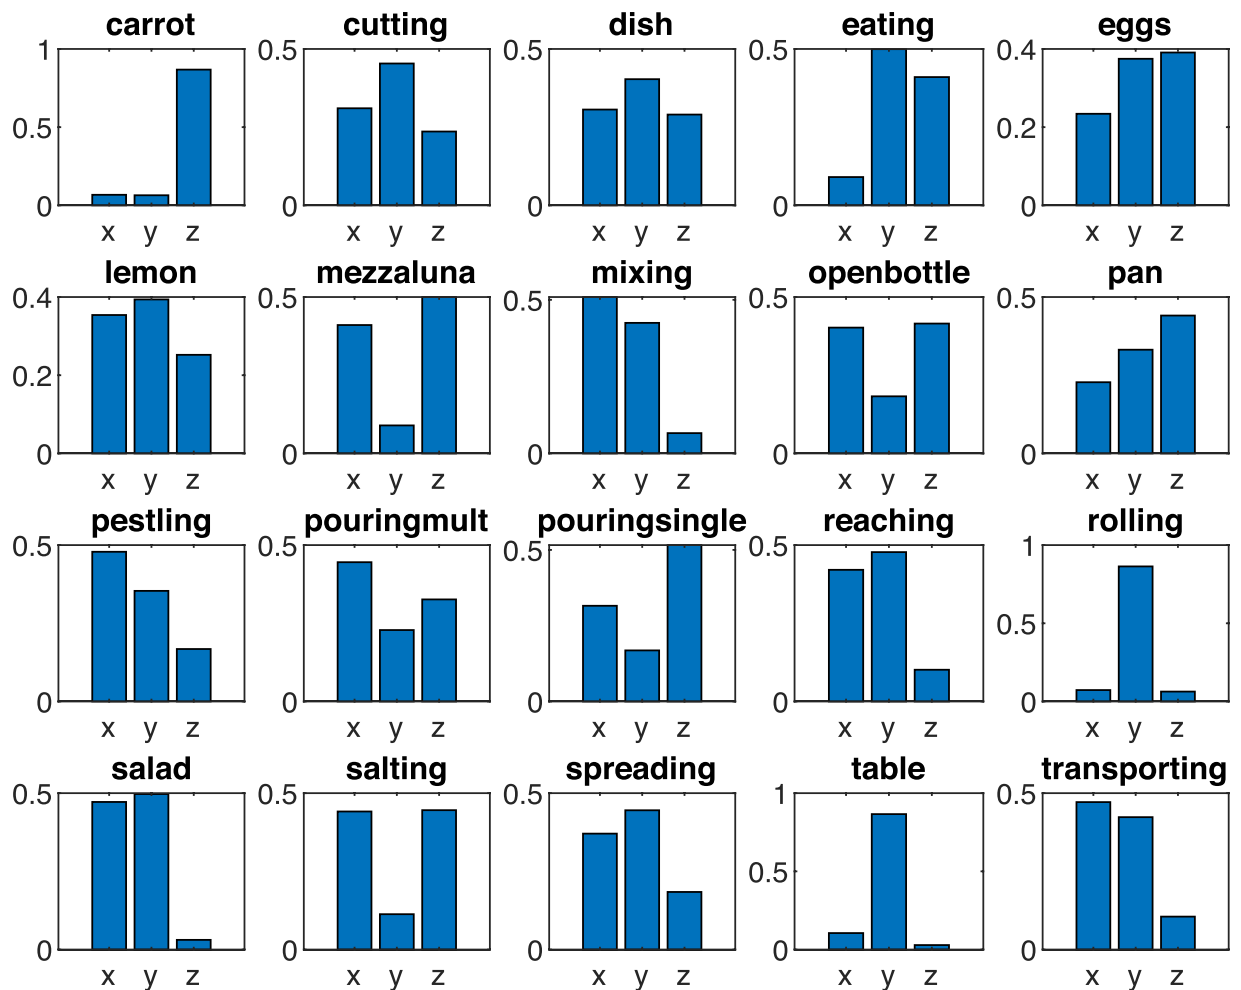 carrot cutting dish eating eggs
1 0.5 0.5 0.5 0.4
0.5 0.2
0 0 0 0 0
x y z x y z x y z x y z x y z
lemon mezzaluna mixing openbottle pan
0.4 0.5 0.5 0.5 0.5
0.2
0 0 0 0 0
x y z x y z x y z x y z x y z
pestling pouringmult pouringsingle reaching rolling
0.5 0.5 0.5 0.5 1
0.5
0 0 0 0 0
x y z x y z x y z x y z x y z
salad salting spreading table transporting
0.5 0.5 0.5 1 0.5
0.5
0 0 0 0 0
x y z x y z x y z x y z x y z